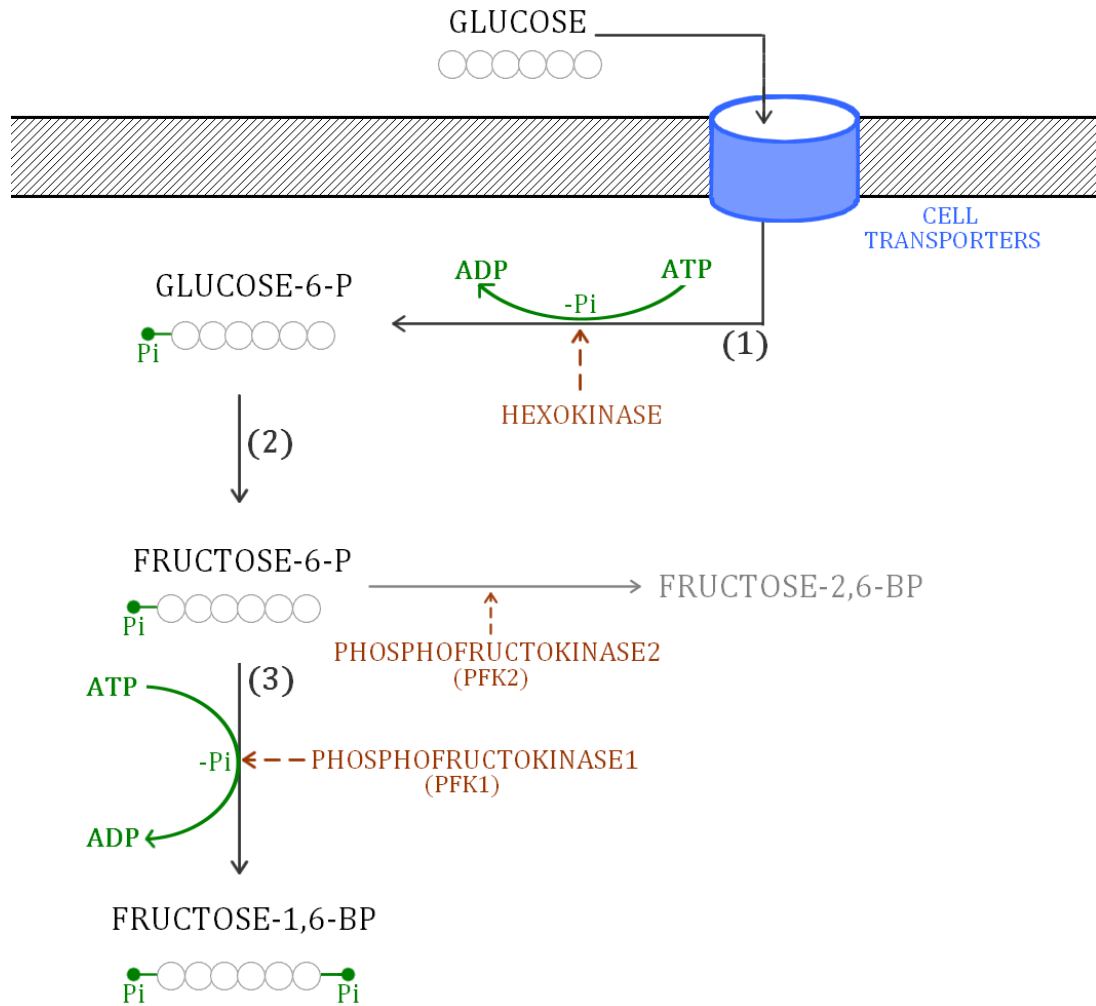 GLUCOSE
CELL
TRANSPORTERS
GLUCOSE-6-P
Pi
ADP
ATP
-Pi
(1)
HEXOKINASE
(2)
FRUCTOSE-6-P
Pi
FRUCTOSE-2,6-BP
PHOSPHOFRUCTOKINASE2
(PFK2)
(3)
ATP
-Pi
PHOSPHOFRUCTOKINASE1
(PFK1)
ADP
FRUCTOSE-1,6-BP
Pi
Pi